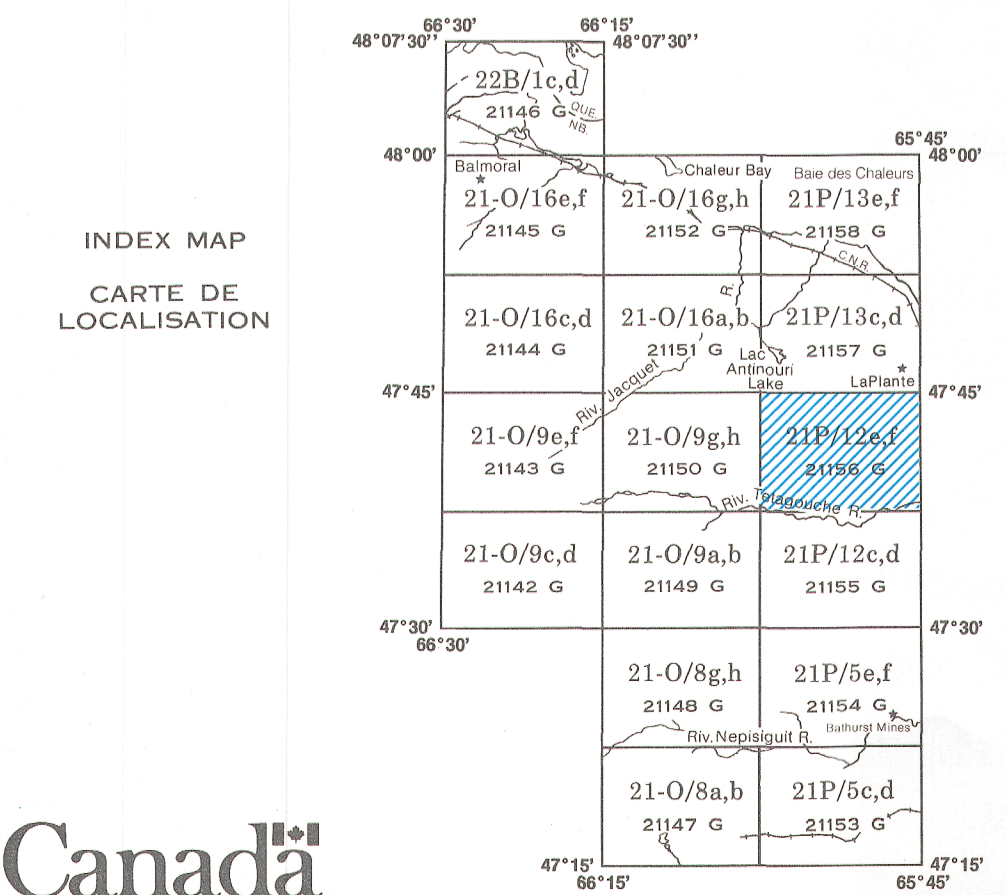 66°30' 66°15'
48°07'30'' 48°07'30''
22B/1c,d
21146 G
QUE.
NB.
65°45'
48°00' 48°00'
Balmoral
Chaleur Bay Baie des Chaleurs
21-O/16e,f 21-O/16g,h 21P/13e,f
21145 G 21152 G 21158 G
C.N.R.
INDEX MAP
CARTE DE
LOCALISATION
R.
21-O/16c,d 21-O/16a,b 21P/13c,d
21144 G 21151 G 21157 G
Lac
Antinouri
Lake
LaPlante
Riv. Jacquet
47°45' 47°45'
21-O/9e,f 21-O/9g,h 21P/12e,f
21143 G 21150 G 21156 G
Riv. Tetagouche R.
21-O/9c,d 21-O/9a,b 21P/12c,d
21142 G 21149 G 21155 G
47°30' 47°30'
66°30'
21-O/8g,h 21P/5e,f
21148 G 21154 G
Bathurst Mines
Riv. Nepisiguit R.
21-O/8a,b 21P/5c,d
21147 G 21153 G
Canada
47°15' 47°15'
66°15' 65°45'